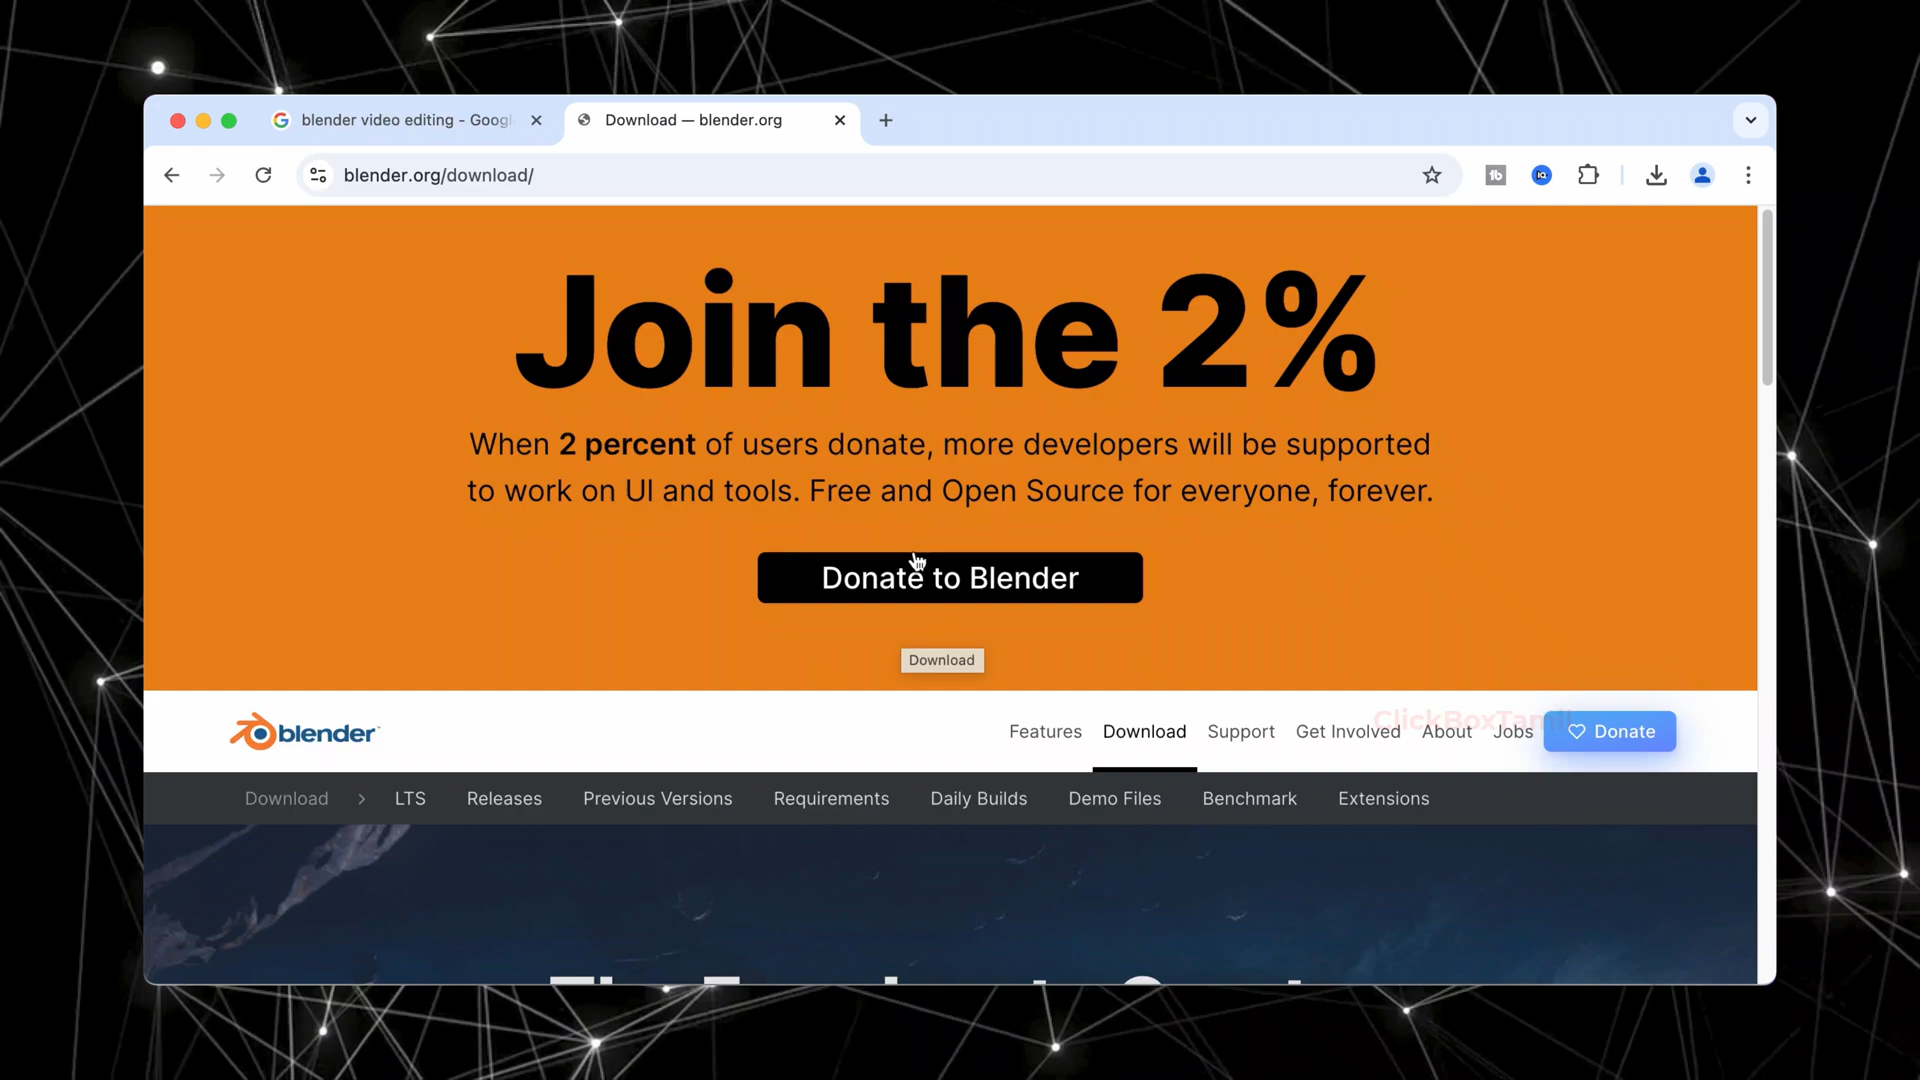 blender video editing - Googl
Download — blender.org
blender.org/download/
Join the 2%
When 2 percent of users donate, more developers will be supported
to work on UI and tools. Free and Open Source for everyone, forever.
Donate to Blender
Download
blender
Features Download Support Get Involved About Jobs Donate
ClickBoxTamil
Download > LTS Releases Previous Versions Requirements Daily Builds Demo Files Benchmark Extensions